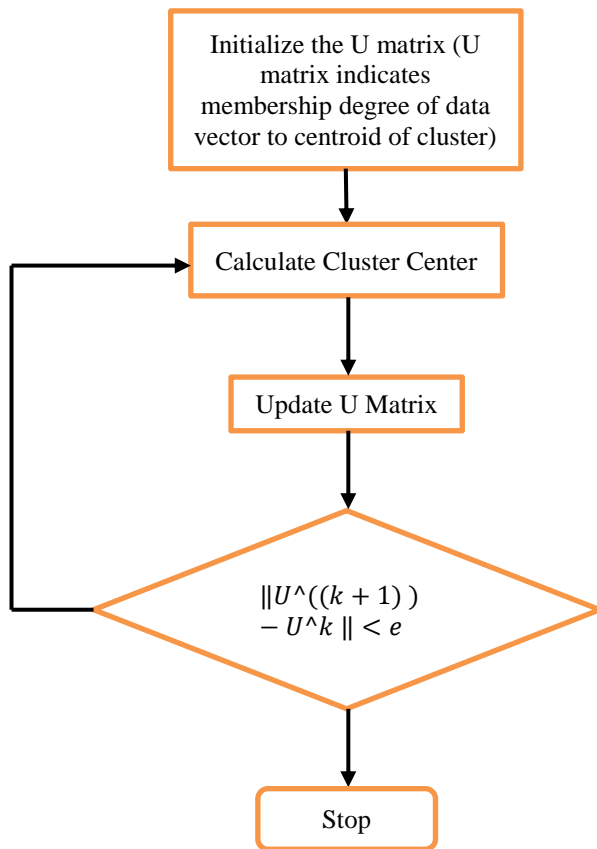 Initialize the U matrix (U
matrix indicates
membership degree of data
vector to centroid of cluster)
Calculate Cluster Center
Update U Matrix
‖U^((k + 1) )
− U^k ‖ < e
Stop